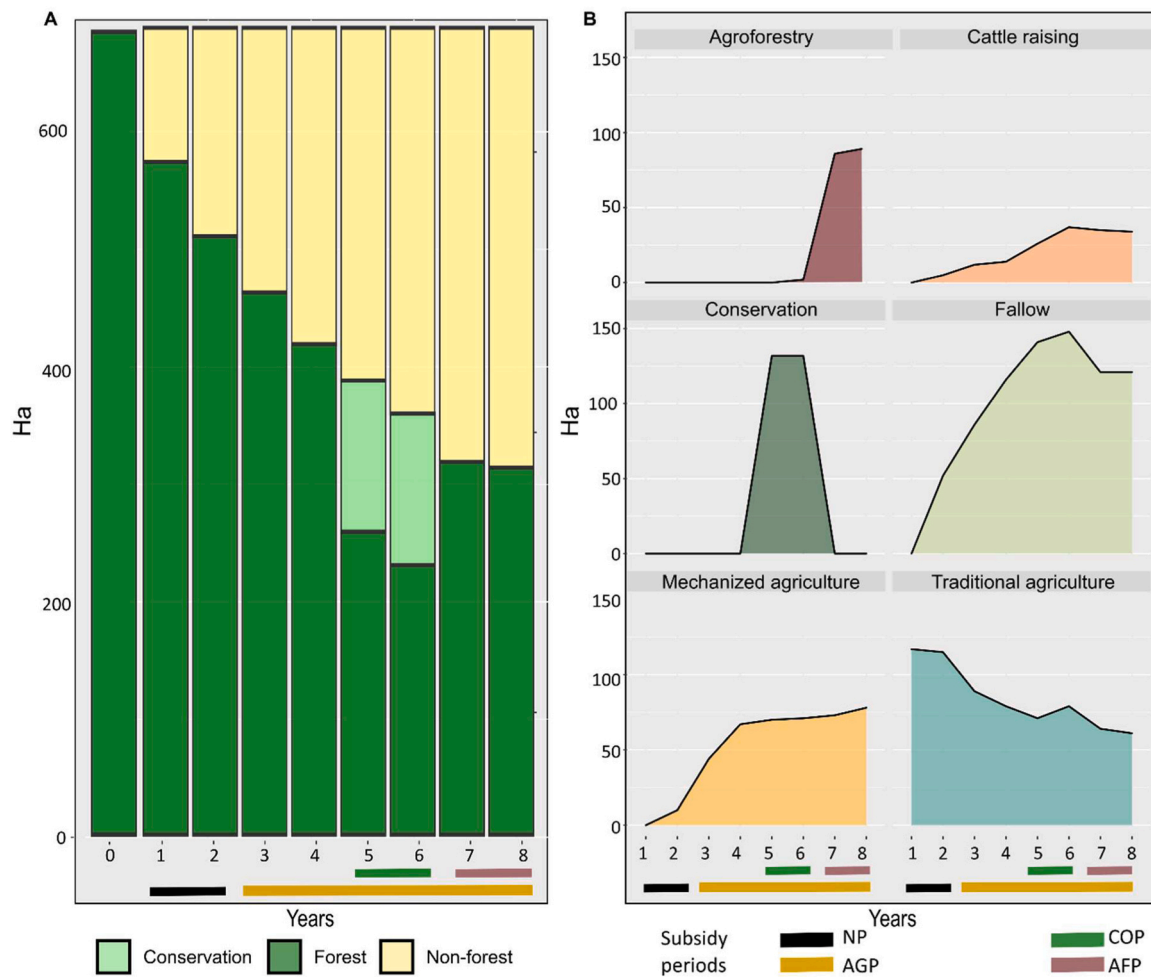 A
Ha
600
400
200
0
0 1 2 3 4 5 6 7 8
Years
Conservation Forest Non-forest
B
Agroforestry Cattle raising
150
100
50
0
Ha
Conservation Fallow
150
100
50
0
Mechanized agriculture Traditional agriculture
150
100
50
0
1 2 3 4 5 6 7 8 1 2 3 4 5 6 7 8
Years
Subsidy NP COP
periods AGP AFP